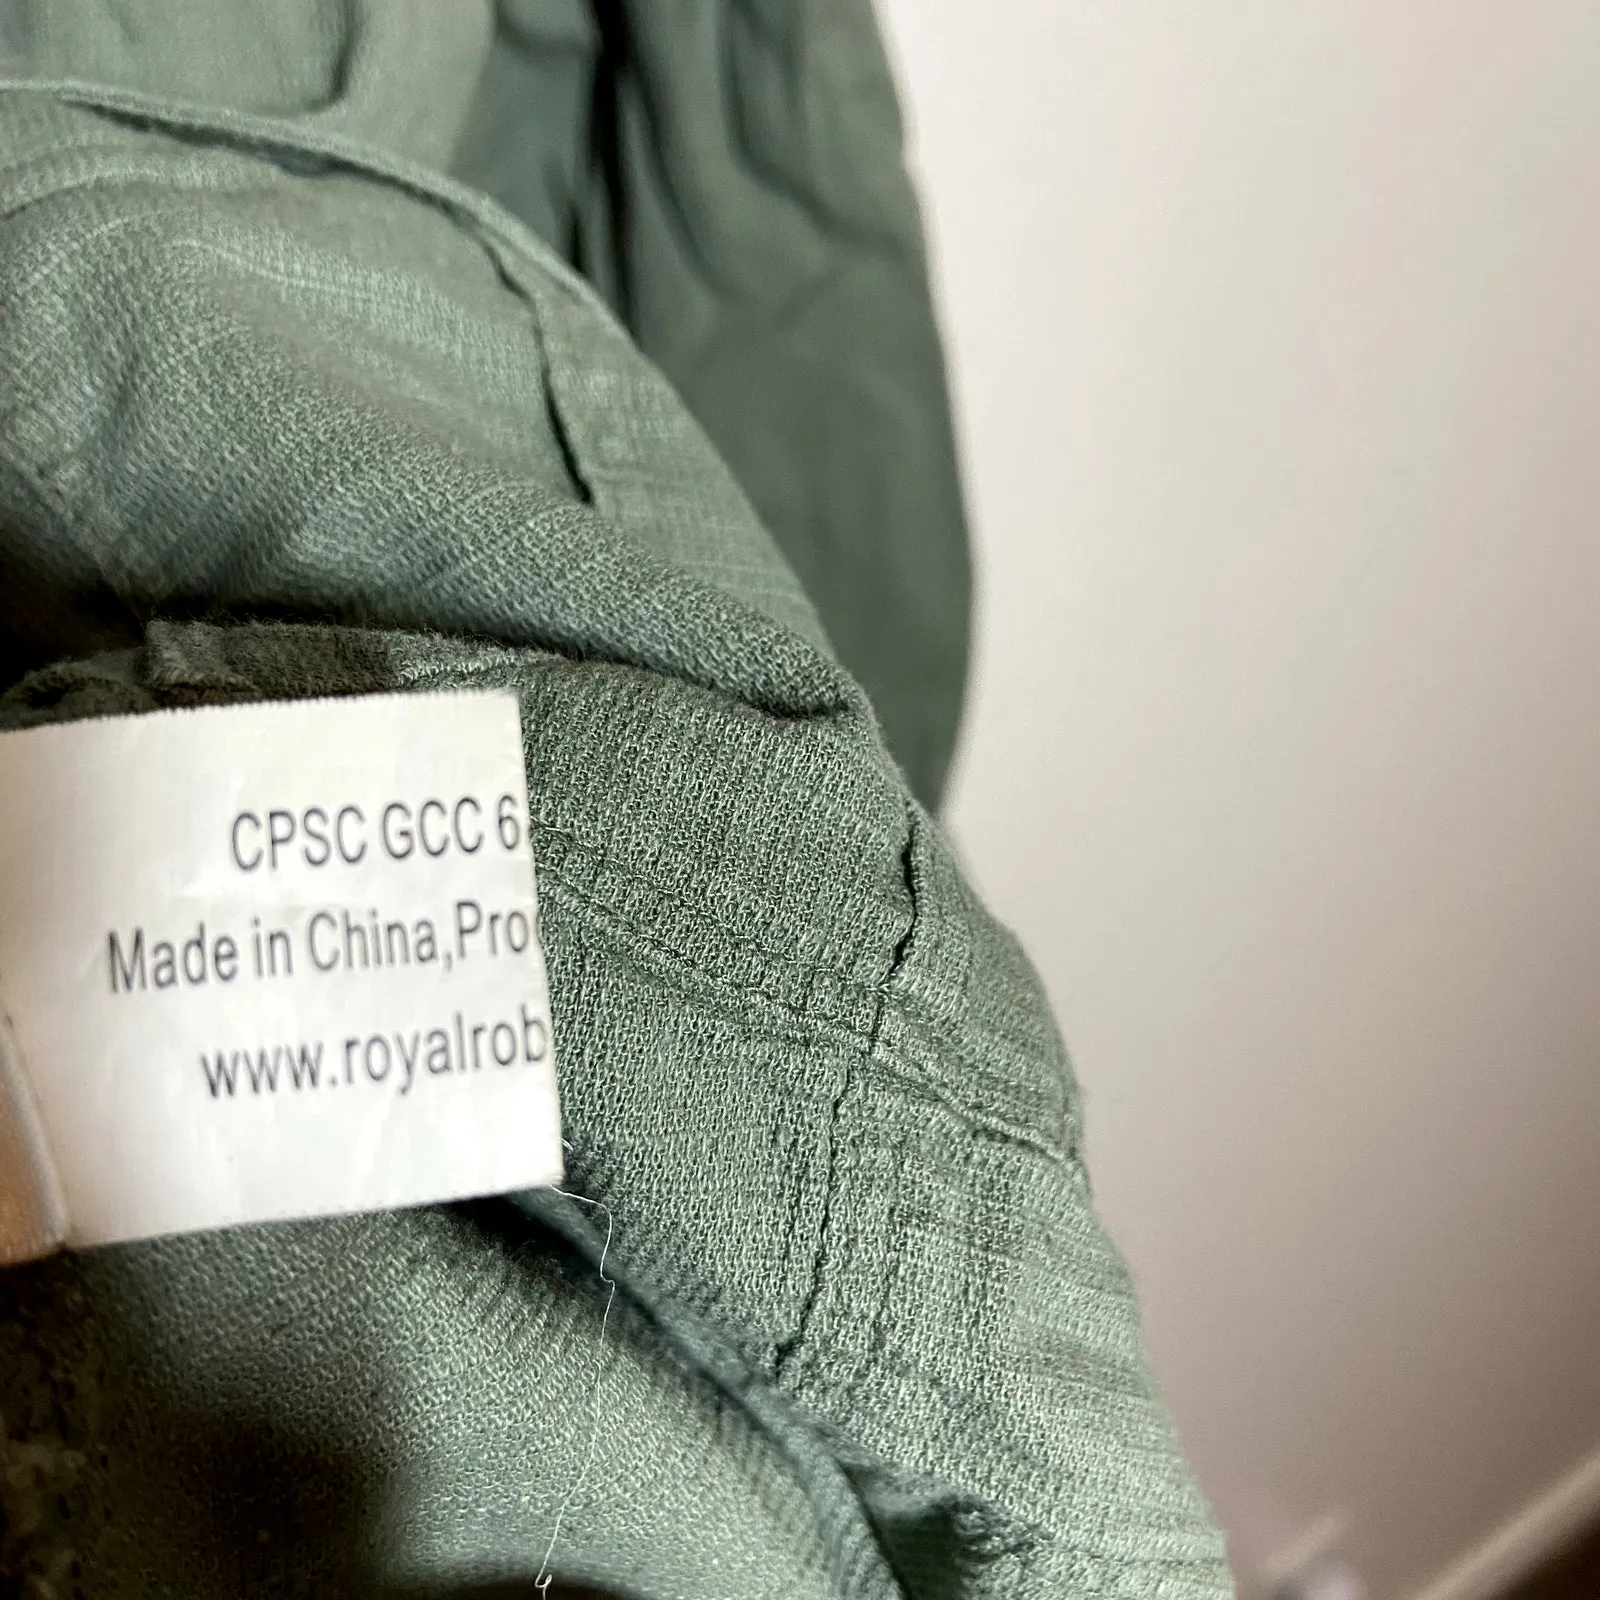 CPSC GCC 6
Made in China,Pro
www.royalrob